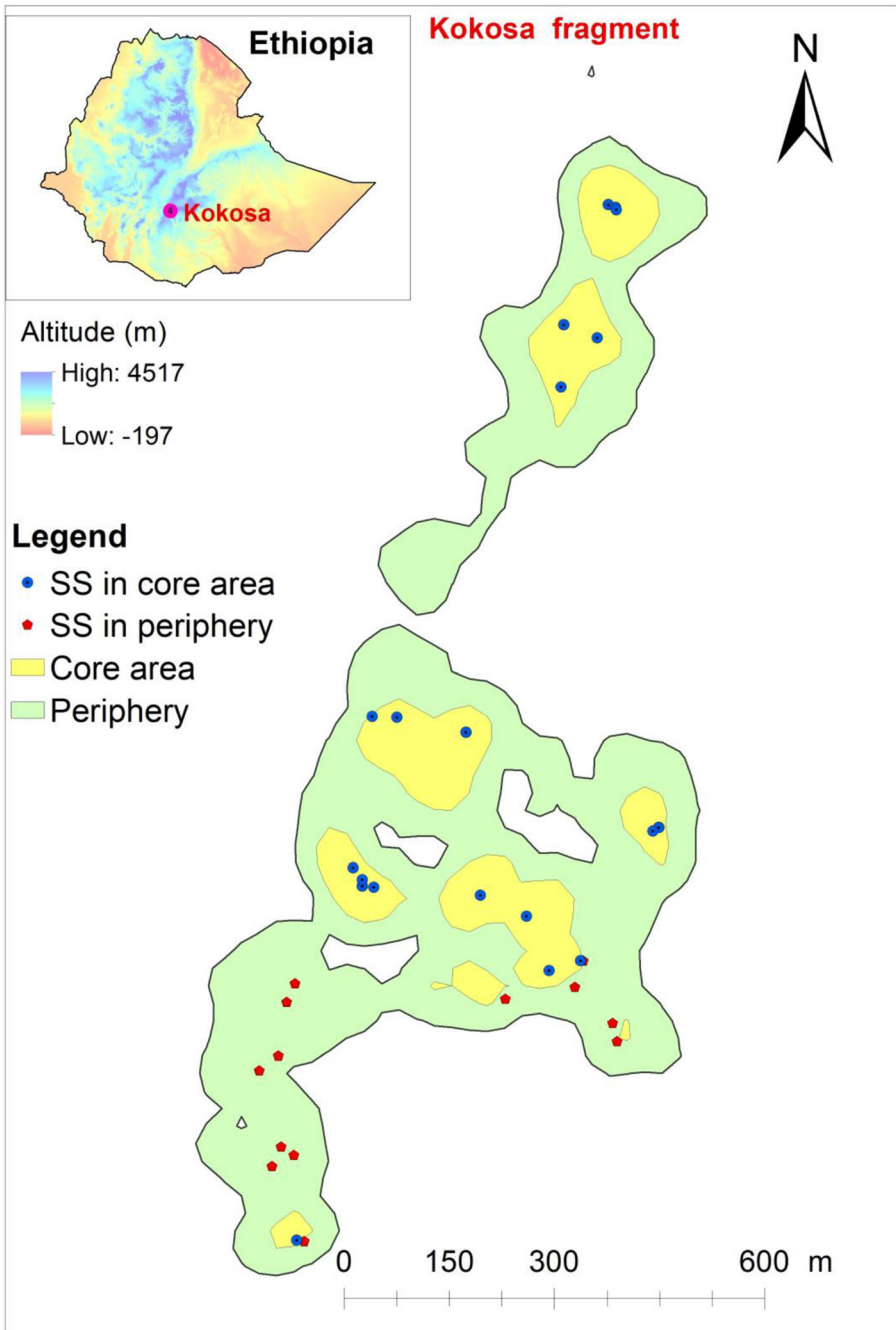 Ethiopia
4 Kokosa
Kokosa fragment
N
Altitude (m)
High: 4517
Low: -197
Legend
SS in core area
SS in periphery
Core area
Periphery
0 150 300 600 m